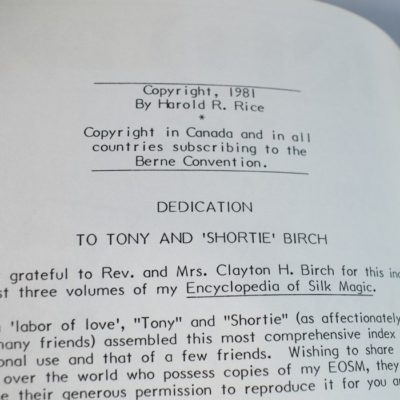 Copyright, 1981
By Harold R. Rice
*
Copyright in Canada and in all
countries subscribing to the
Berne Convention.
DEDICATION
TO TONY AND 'SHORTIE' BIRCH
grateful to Rev. and Mrs. Clayton H. Birch for this
three volumes of my Encyclopedia of Silk Magic.
'labor of love', "Tony" and "Shortie" (as affectionately
many friends) assembled this most comprehensive index
use and that of a few friends. Wishing to share
over the world who possess copies of my EOSM, they
their generous permission to reproduce it for you